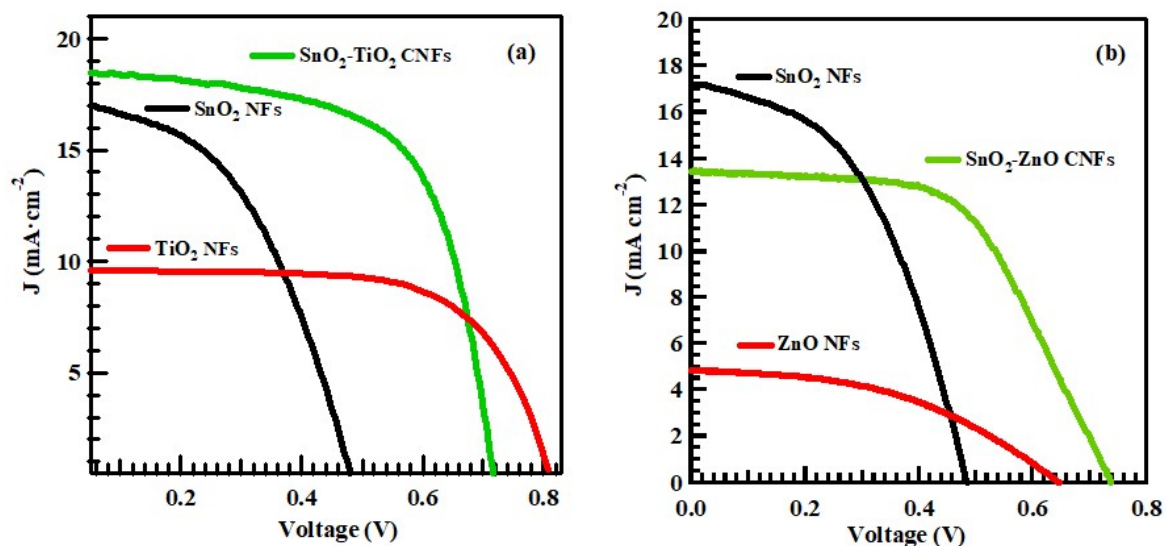 (a)
SnO₂-TiO₂ CNFs
SnO₂ NFs
TiO₂ NFs
J (mA·cm⁻²)
20
15
10
5
0.2
0.4
0.6
0.8
Voltage (V)
(b)
SnO₂ NFs
SnO₂-ZnO CNFs
ZnO NFs
J (mA cm⁻²)
20
18
16
14
12
10
8
6
4
2
0
0.0
0.2
0.4
0.6
0.8
Voltage (V)